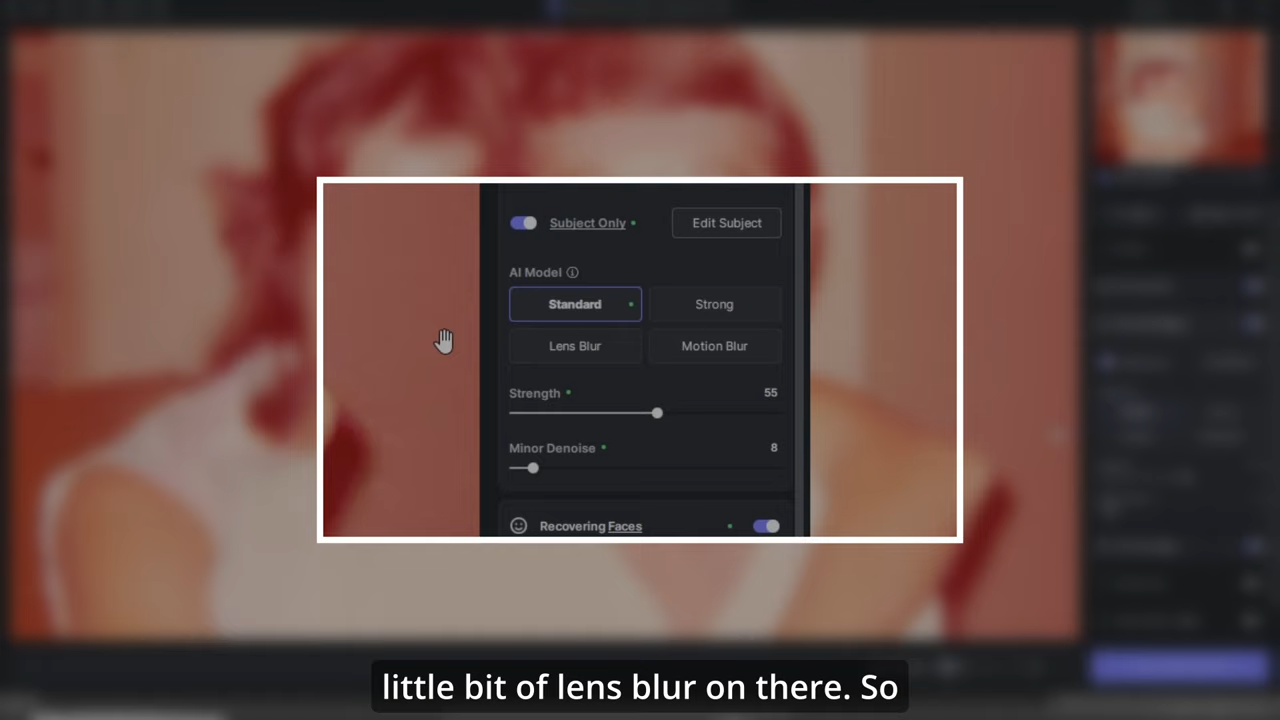 Subject Only
Edit Subject
AI Model
Standard
Strong
Lens Blur
Motion Blur
Strength
55
Minor Denoise
8
Recovering Faces
little bit of lens blur on there. So